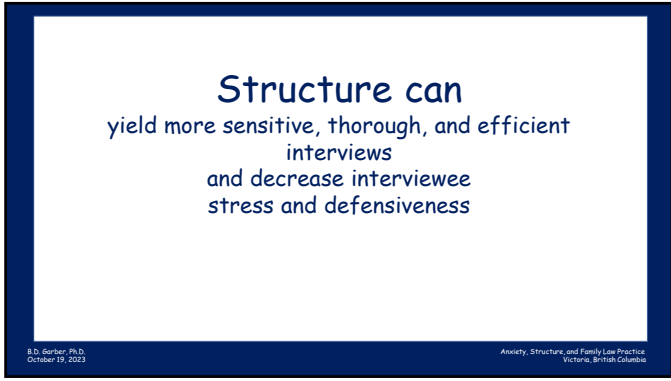 Structure can
yield more sensitive, thorough, and efficient
interviews
and decrease interviewee
stress and defensiveness
B.D. Garber, Ph.D.
October 19, 2023
Anxiety, Structure, and Family Law Practice
Victoria, British Columbia